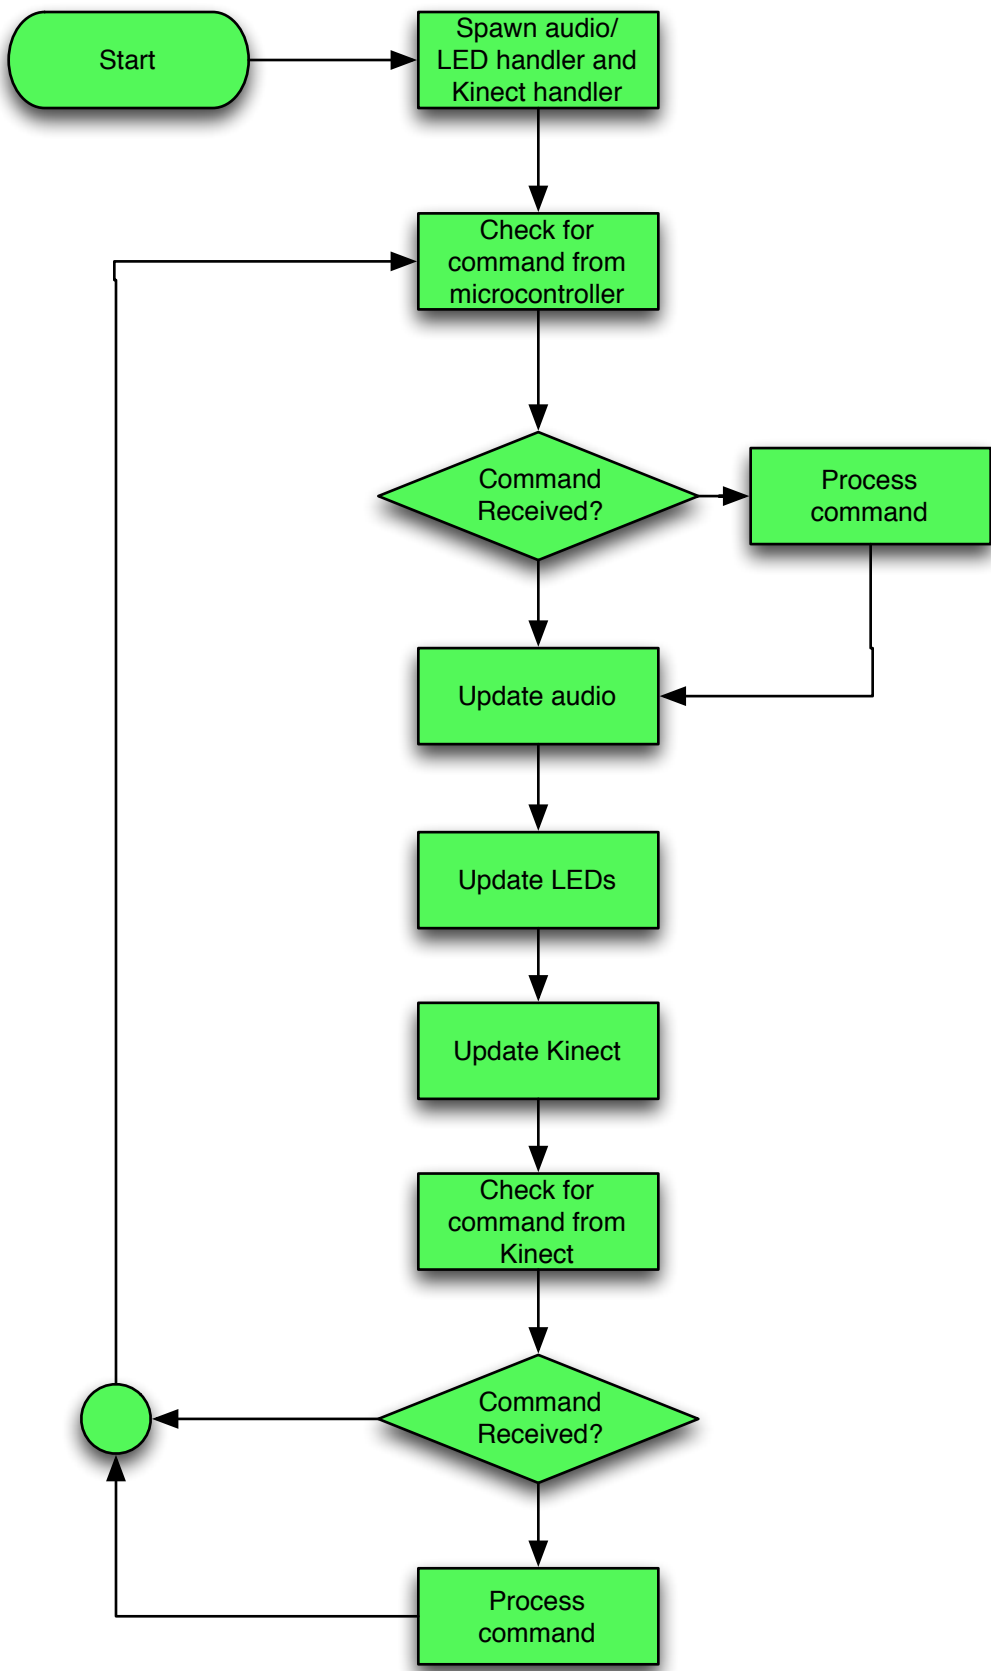 Start
Spawn audio/
LED handler and
Kinect handler
Check for
command from
microcontroller
Command
Received?
Process
command
Update audio
Update LEDs
Update Kinect
Check for
command from
Kinect
Command
Received?
Process
command